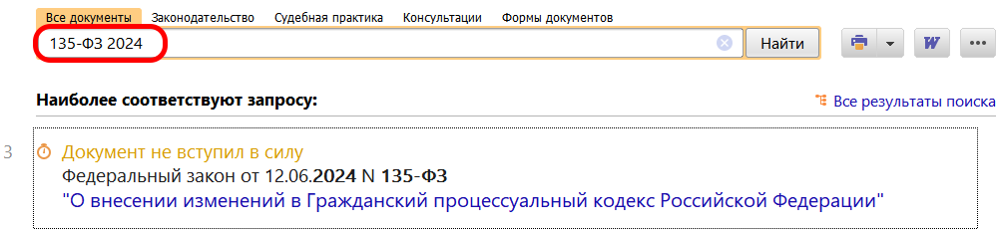 Все документы Законодательство Судебная практика Консультации Формы документов
135-ФЗ 2024 Найти W
Наиболее соответствуют запросу: Все результаты поиска
3 Документ не вступил в силу
Федеральный закон от 12.06.2024 N 135-ФЗ
"О внесении изменений в Гражданский процессуальный кодекс Российской Федерации"